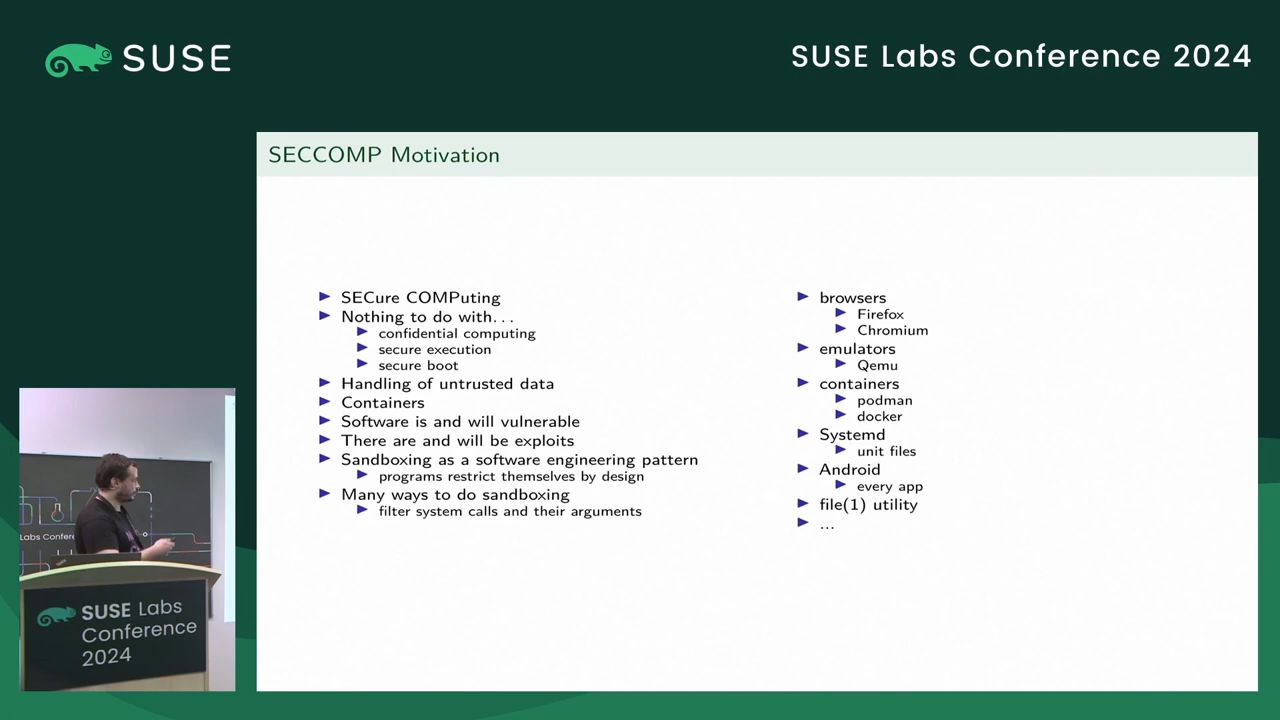 SUSE
SUSE Labs Conference 2024
SECCOMP Motivation
SECure COMPuting
Nothing to do with...
confidential computing
secure execution
secure boot
Handling of untrusted data
Containers
Software is and will vulnerable
There are and will be exploits
Sandboxing as a software engineering pattern
programs restrict themselves by design
Many ways to do sandboxing
filter system calls and their arguments
browsers
Firefox
Chromium
emulators
Qemu
containers
podman
docker
Systemd
unit files
Android
every app
file(1) utility
...
Labs Confere
SUSE Labs
Conference
2024